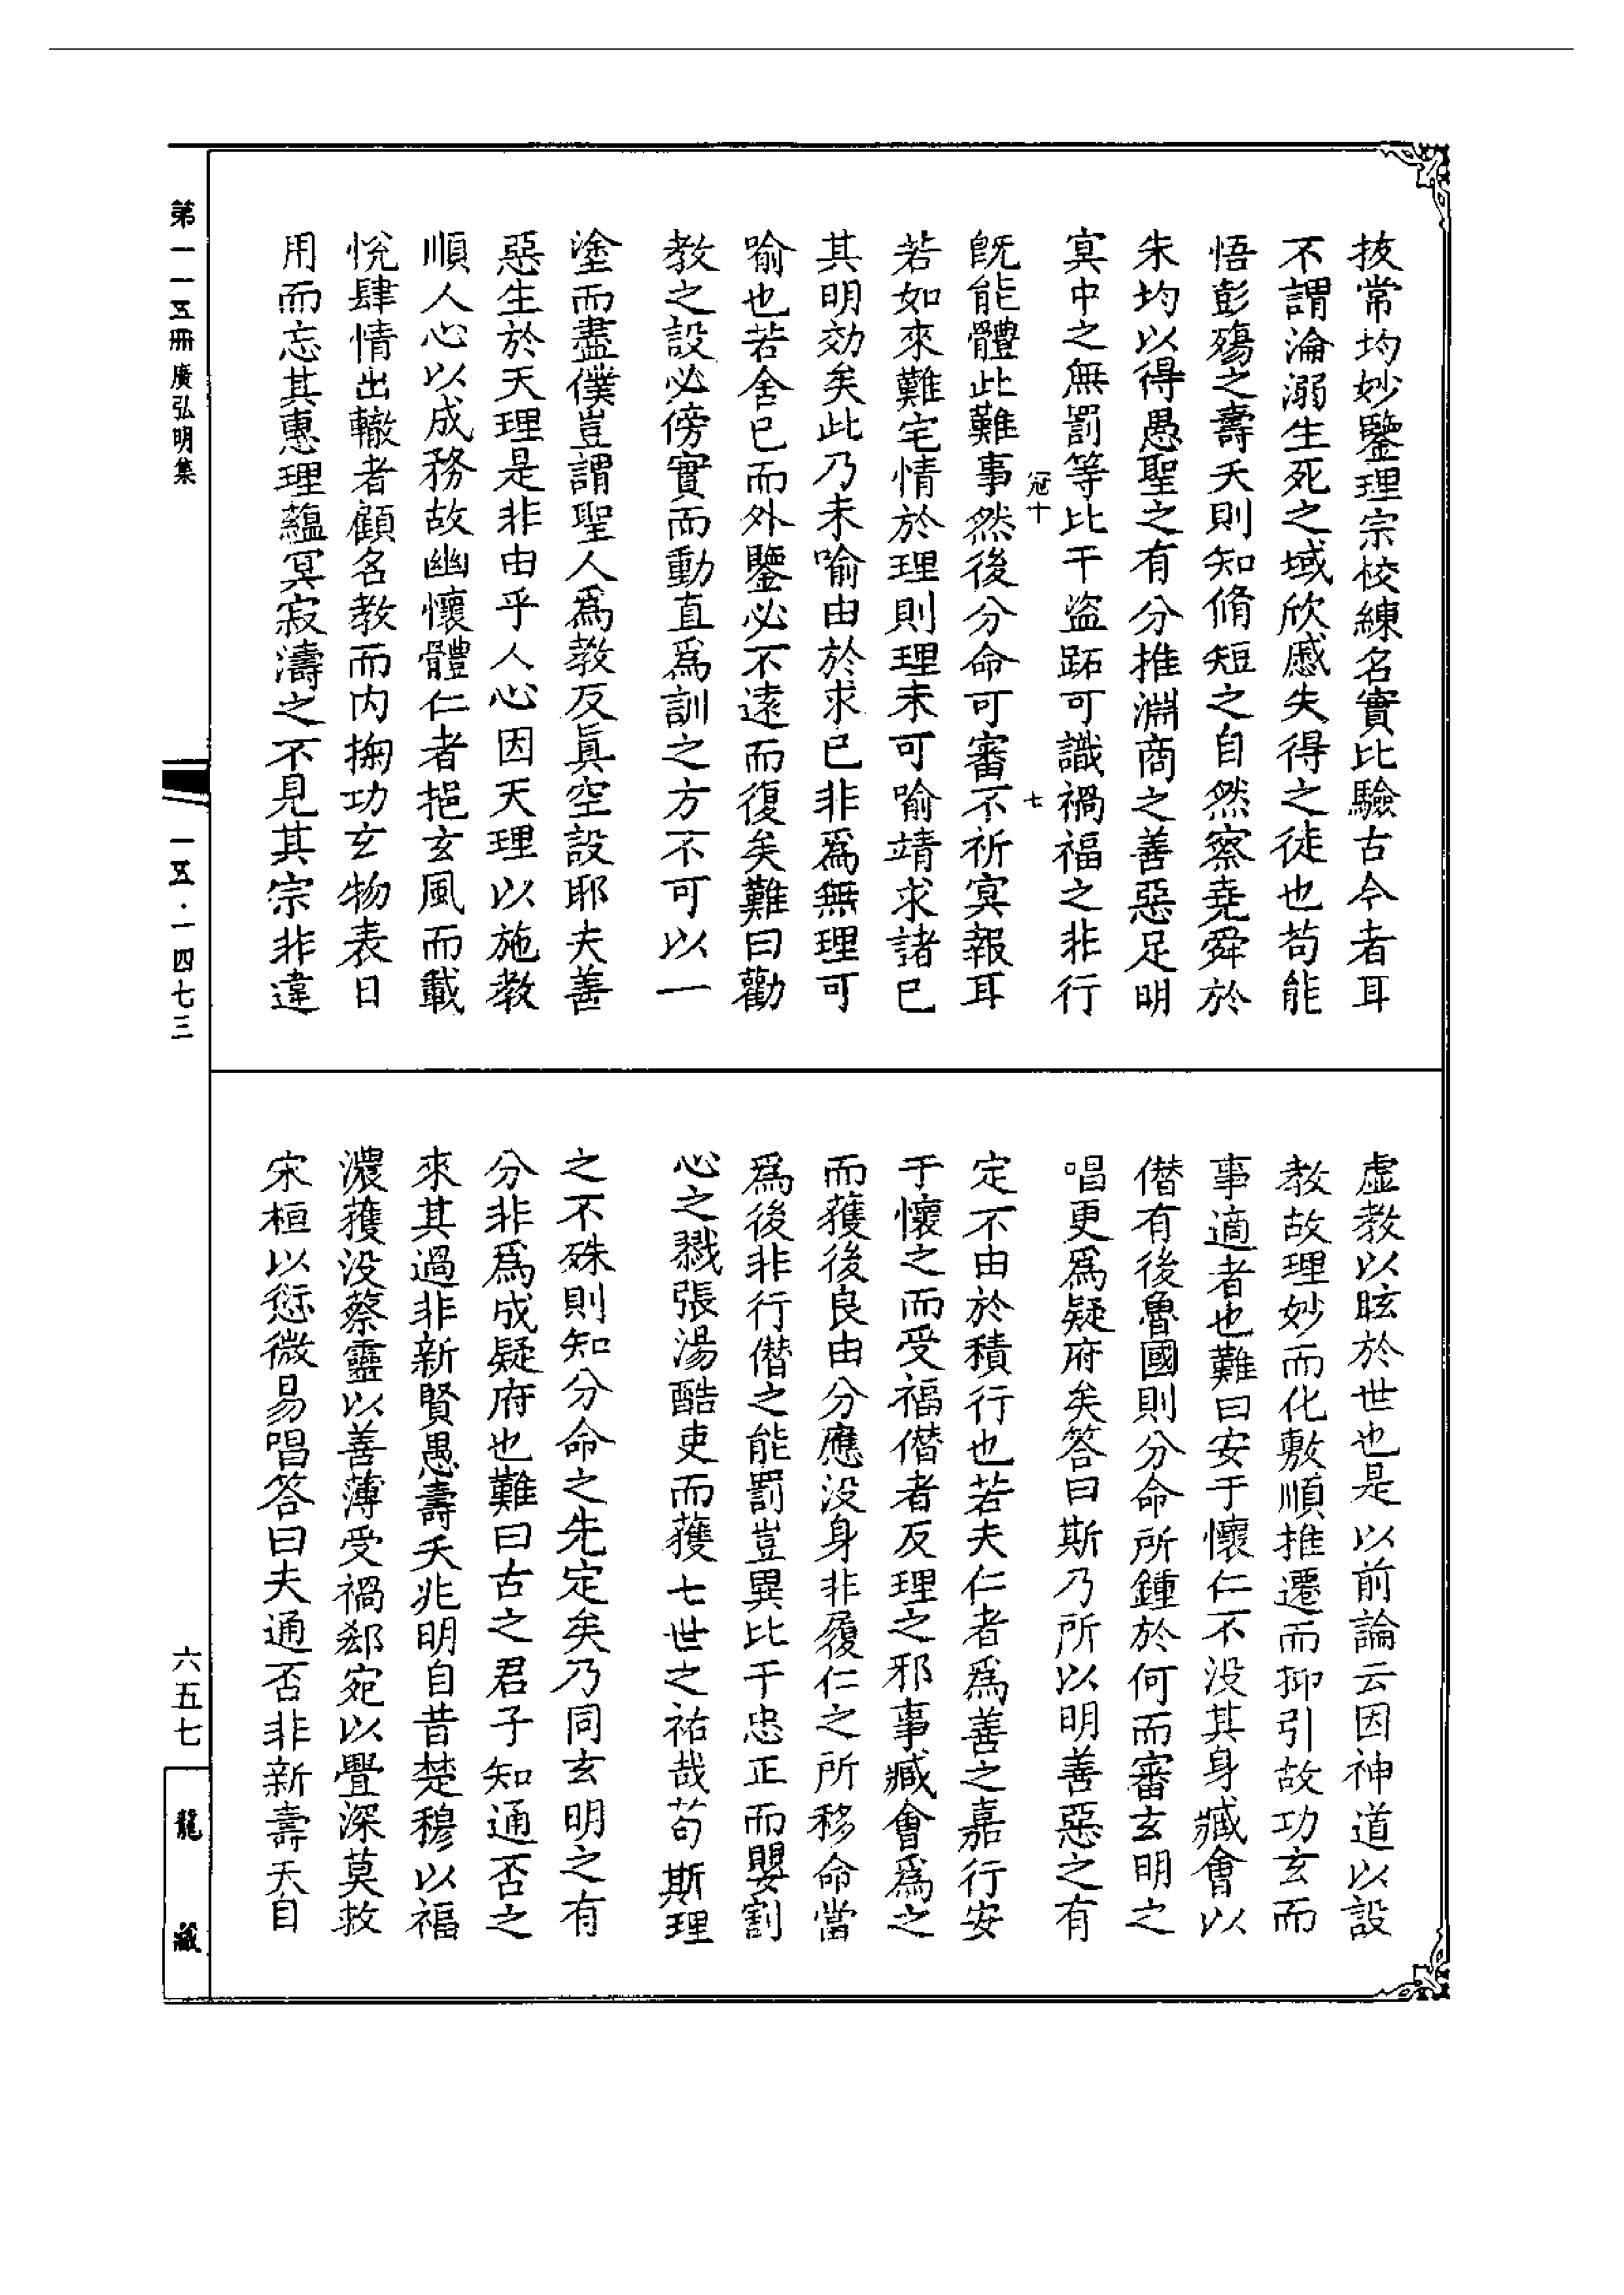 抜常均妙鑒理宗校練名實比驗古今者耳
不謂淪溺生死之域欣慼失得之徒也苟能
悟彭殤之壽夭則知脩短之自然察堯舜於
朱均以得愚聖之有分推淵商之善惡足明
冥中之無罰等比干盜跖可識禍福之非行
冠十
七
旣能體此難事然後分命可審不祈冥報耳
若如來難宅情於理則理未可喻靖求諸已
其明効矣此乃未喻由於求已非爲無理可
喻也若舍已而外鑒必不遠而復矣難曰勸
教之設必傍實而動直爲訓之方不可以一
塗而盡僕豈謂聖人爲教反眞空設耶夫善
惡生於天理是非由乎人心因天理以施教
順人心以成務故幽懷體仁者挹玄風而載
悅肆情出轍者顧名教而内掬功玄物表日
用而忘其惠理蘊冥寂濤之不見其宗非違
虛教以眩於世也是以前論云因神道以設
教故理妙而化敷順推遷而抑引故功玄而
事適者也難曰安于懷仁不没其身臧會以
僭有後魯國則分命所鍾於何而審玄明之
唱更爲疑府矣答曰斯乃所以明善惡之有
定不由於積行也若夫仁者爲善之嘉行安
于懷之而受福僭者反理之邪事臧會爲之
而獲後良由分應没身非履仁之所移命當
爲後非行僭之能罰豈異比干忠正而嬰割
心之戮張湯酷吏而獲七世之祐哉苟斯理
之不殊則知分命之先定矣乃同玄明之有
分非爲成疑府也難曰古之君子知通否之
來其過非新賢愚壽夭兆明自昔楚穆以福
濃獲没蔡靈以善薄受禍郄宛以舋深莫救
宋桓以愆微易唱答曰夫通否非新壽夭自
第一一五冊 廣弘明集
一五·一四七三
六五七
龍藏